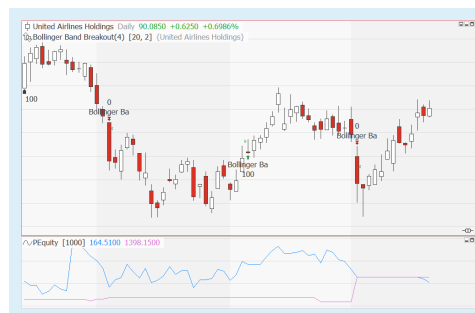 United Airlines Holdings Daily 90.0850 +0.6250 +0.6986%
Bollinger Band Breakout(4) [20, 2] (United Airlines Holdings)
100
0
Bollinger Ba
Bollinger Ba
100
0
Bollinger Ba
PEquity [1000] 164.5100 1398.1500